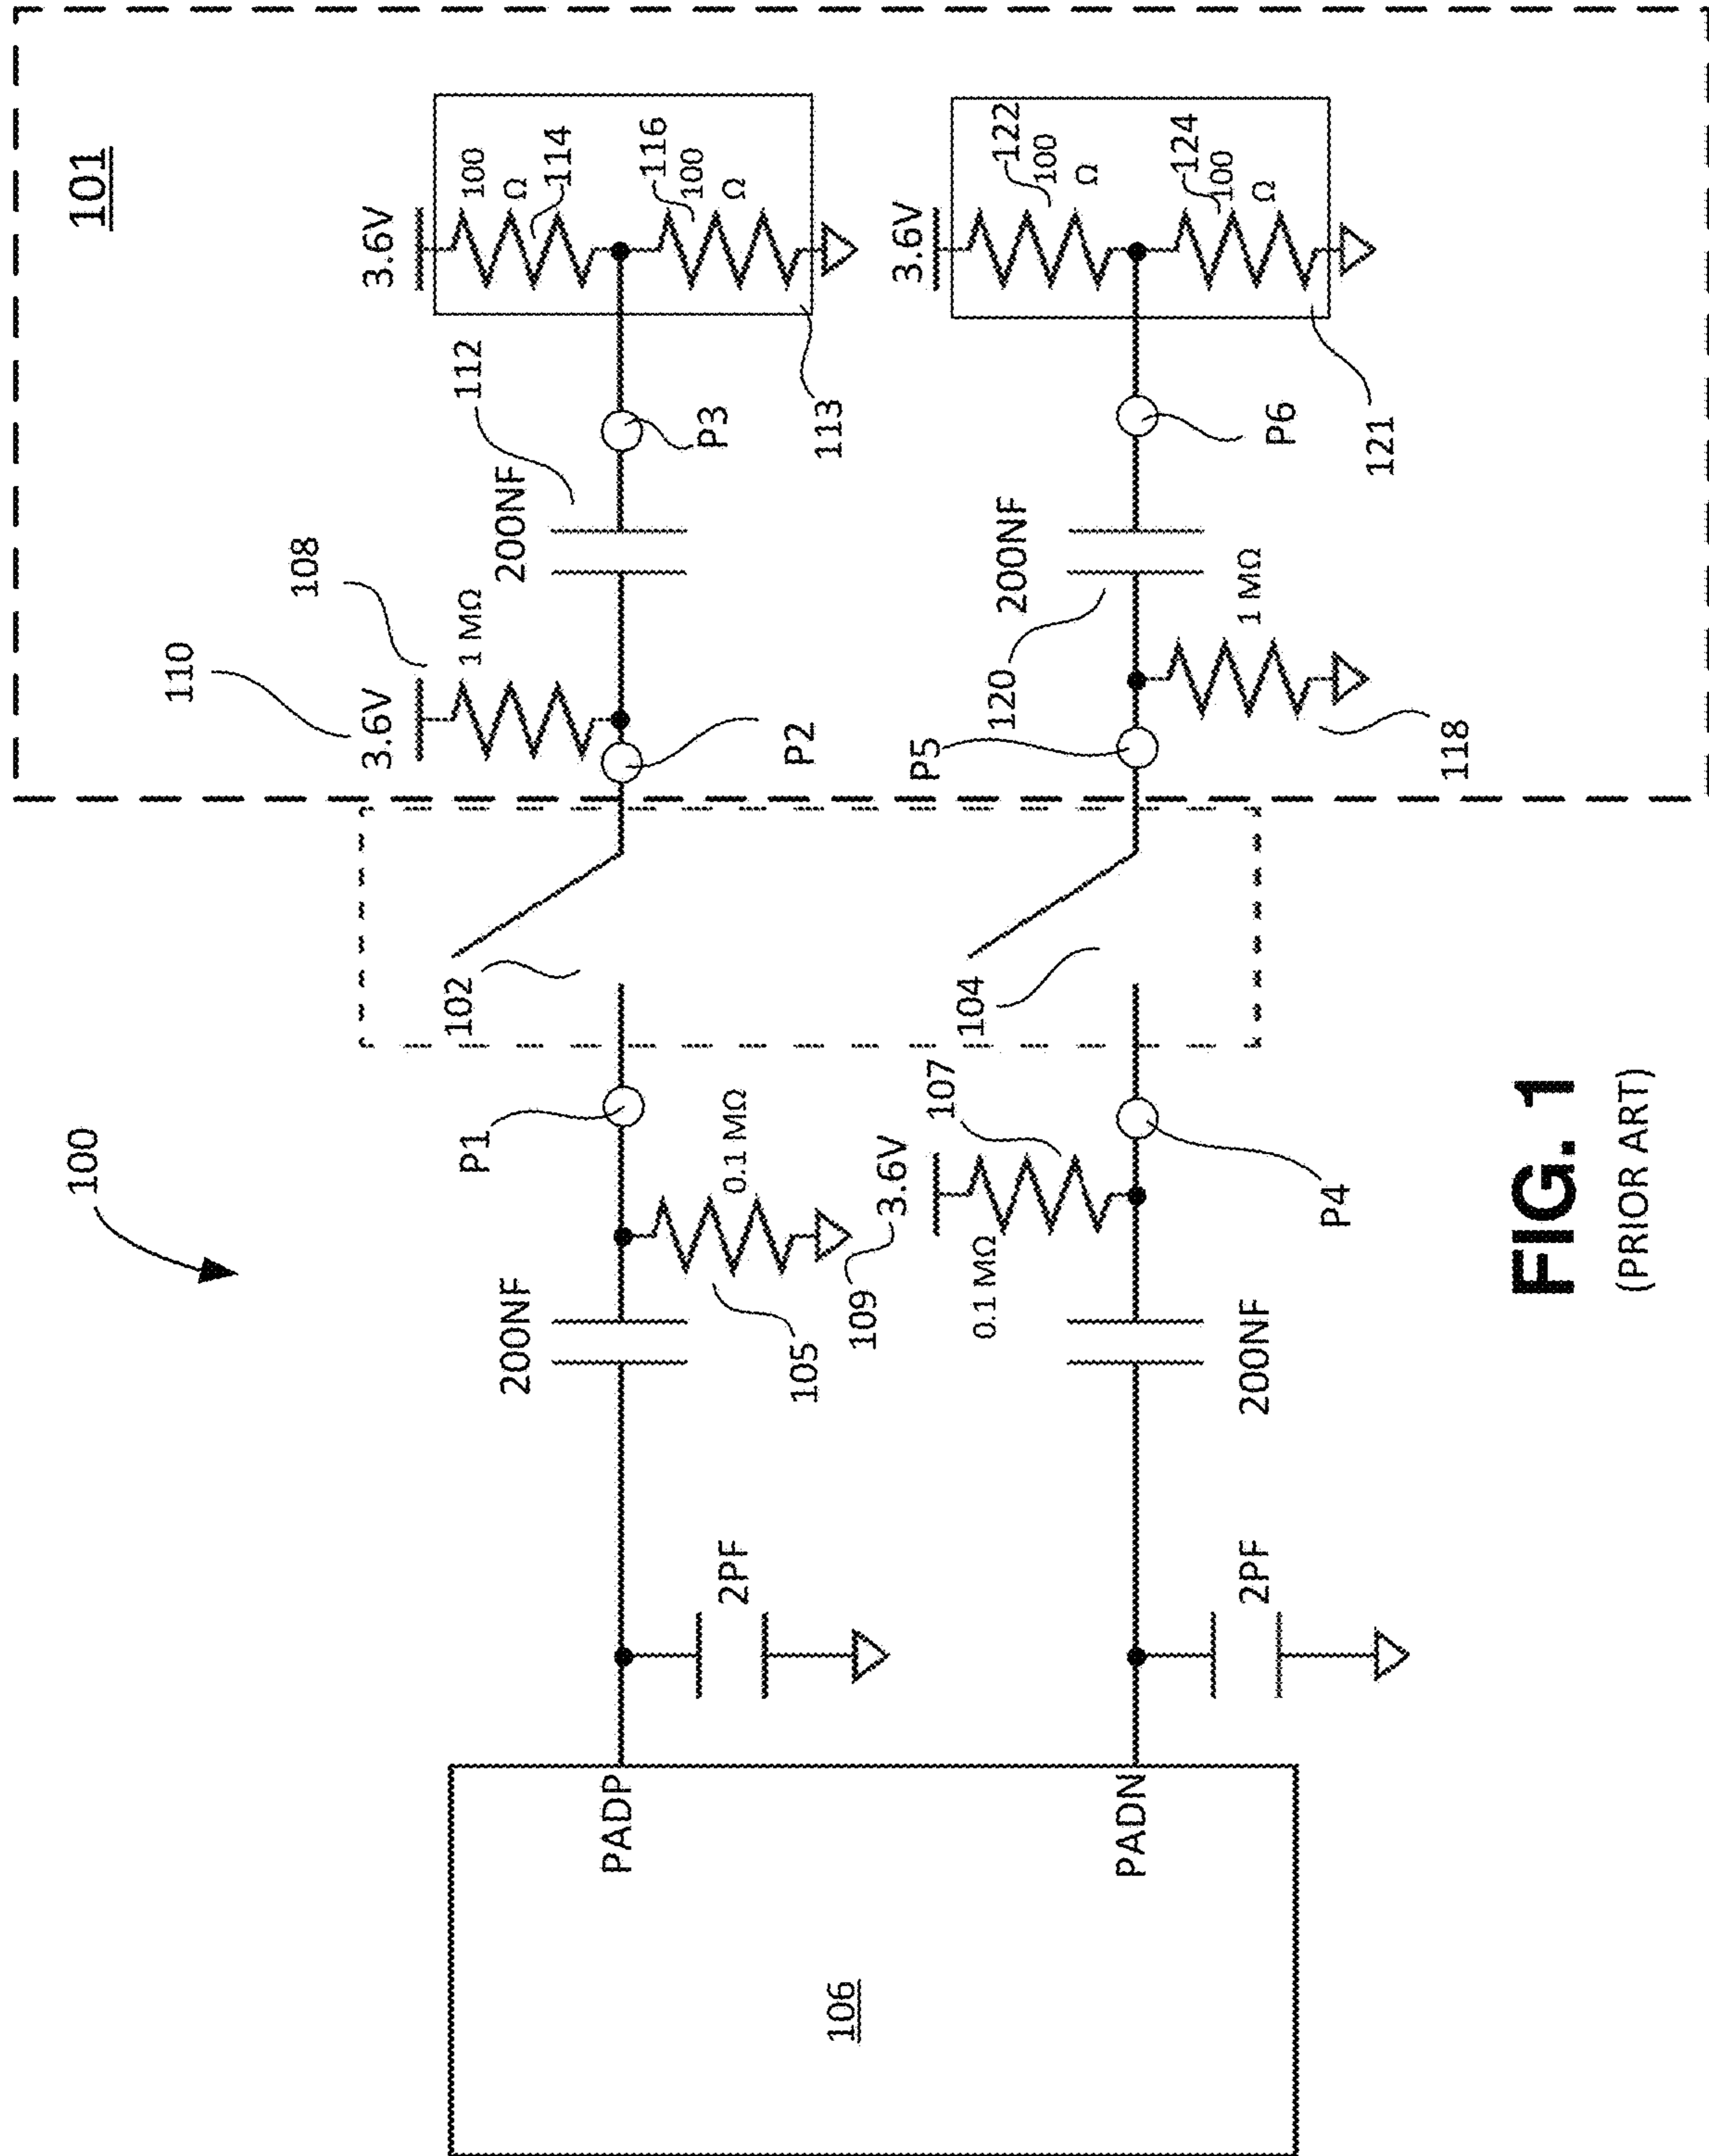 100
101
110
108
3.6V
1 MΩ
P2
200NF
112
P3
3.6V
100
Ω
114
116
100
Ω
113
102
P1
0.1 MΩ
200NF
105
2PF
PADP
106
PADN
2PF
200NF
109
3.6V
0.1 MΩ
107
P4
104
P5
120
200NF
1 MΩ
118
P6
3.6V
122
100
Ω
124
100
Ω
121
FIG. 1
(PRIOR ART)